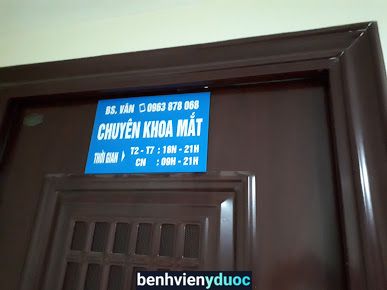 BS. VÂN 0963 878 068
CHUYÊN KHOA MẮT
THỜI GIAN T2 - T7 : 18H - 21H
CN : 09H - 21H
benhvienyduoc